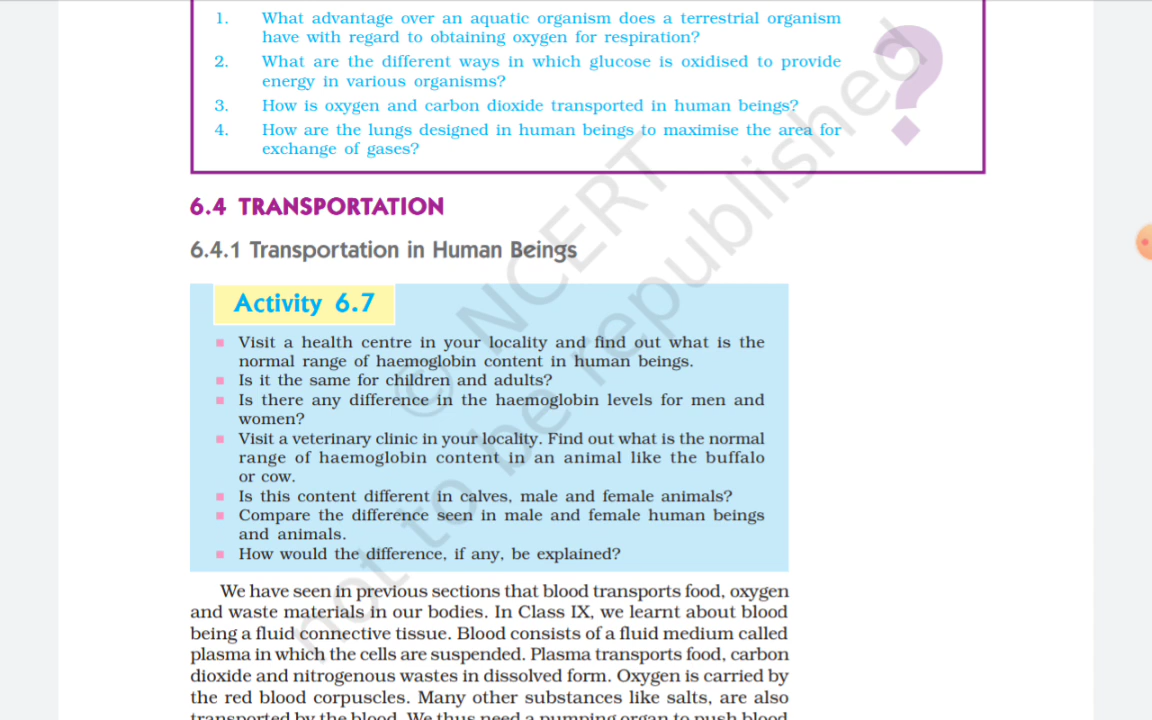 1. What advantage over an aquatic organism does a terrestrial organism
have with regard to obtaining oxygen for respiration?
2. What are the different ways in which glucose is oxidised to provide
energy in various organisms?
3. How is oxygen and carbon dioxide transported in human beings?
4. How are the lungs designed in human beings to maximise the area for
exchange of gases?
?
6.4 TRANSPORTATION
6.4.1 Transportation in Human Beings
Activity 6.7
Visit a health centre in your locality and find out what is the
normal range of haemoglobin content in human beings.
Is it the same for children and adults?
Is there any difference in the haemoglobin levels for men and
women?
Visit a veterinary clinic in your locality. Find out what is the normal
range of haemoglobin content in an animal like the buffalo
or cow.
Is this content different in calves, male and female animals?
Compare the difference seen in male and female human beings
and animals.
How would the difference, if any, be explained?
We have seen in previous sections that blood transports food, oxygen
and waste materials in our bodies. In Class IX, we learnt about blood
being a fluid connective tissue. Blood consists of a fluid medium called
plasma in which the cells are suspended. Plasma transports food, carbon
dioxide and nitrogenous wastes in dissolved form. Oxygen is carried by
the red blood corpuscles. Many other substances like salts, are also
transported by the blood. We thus need a pumping organ to push blood
© NCERT
not to be republished